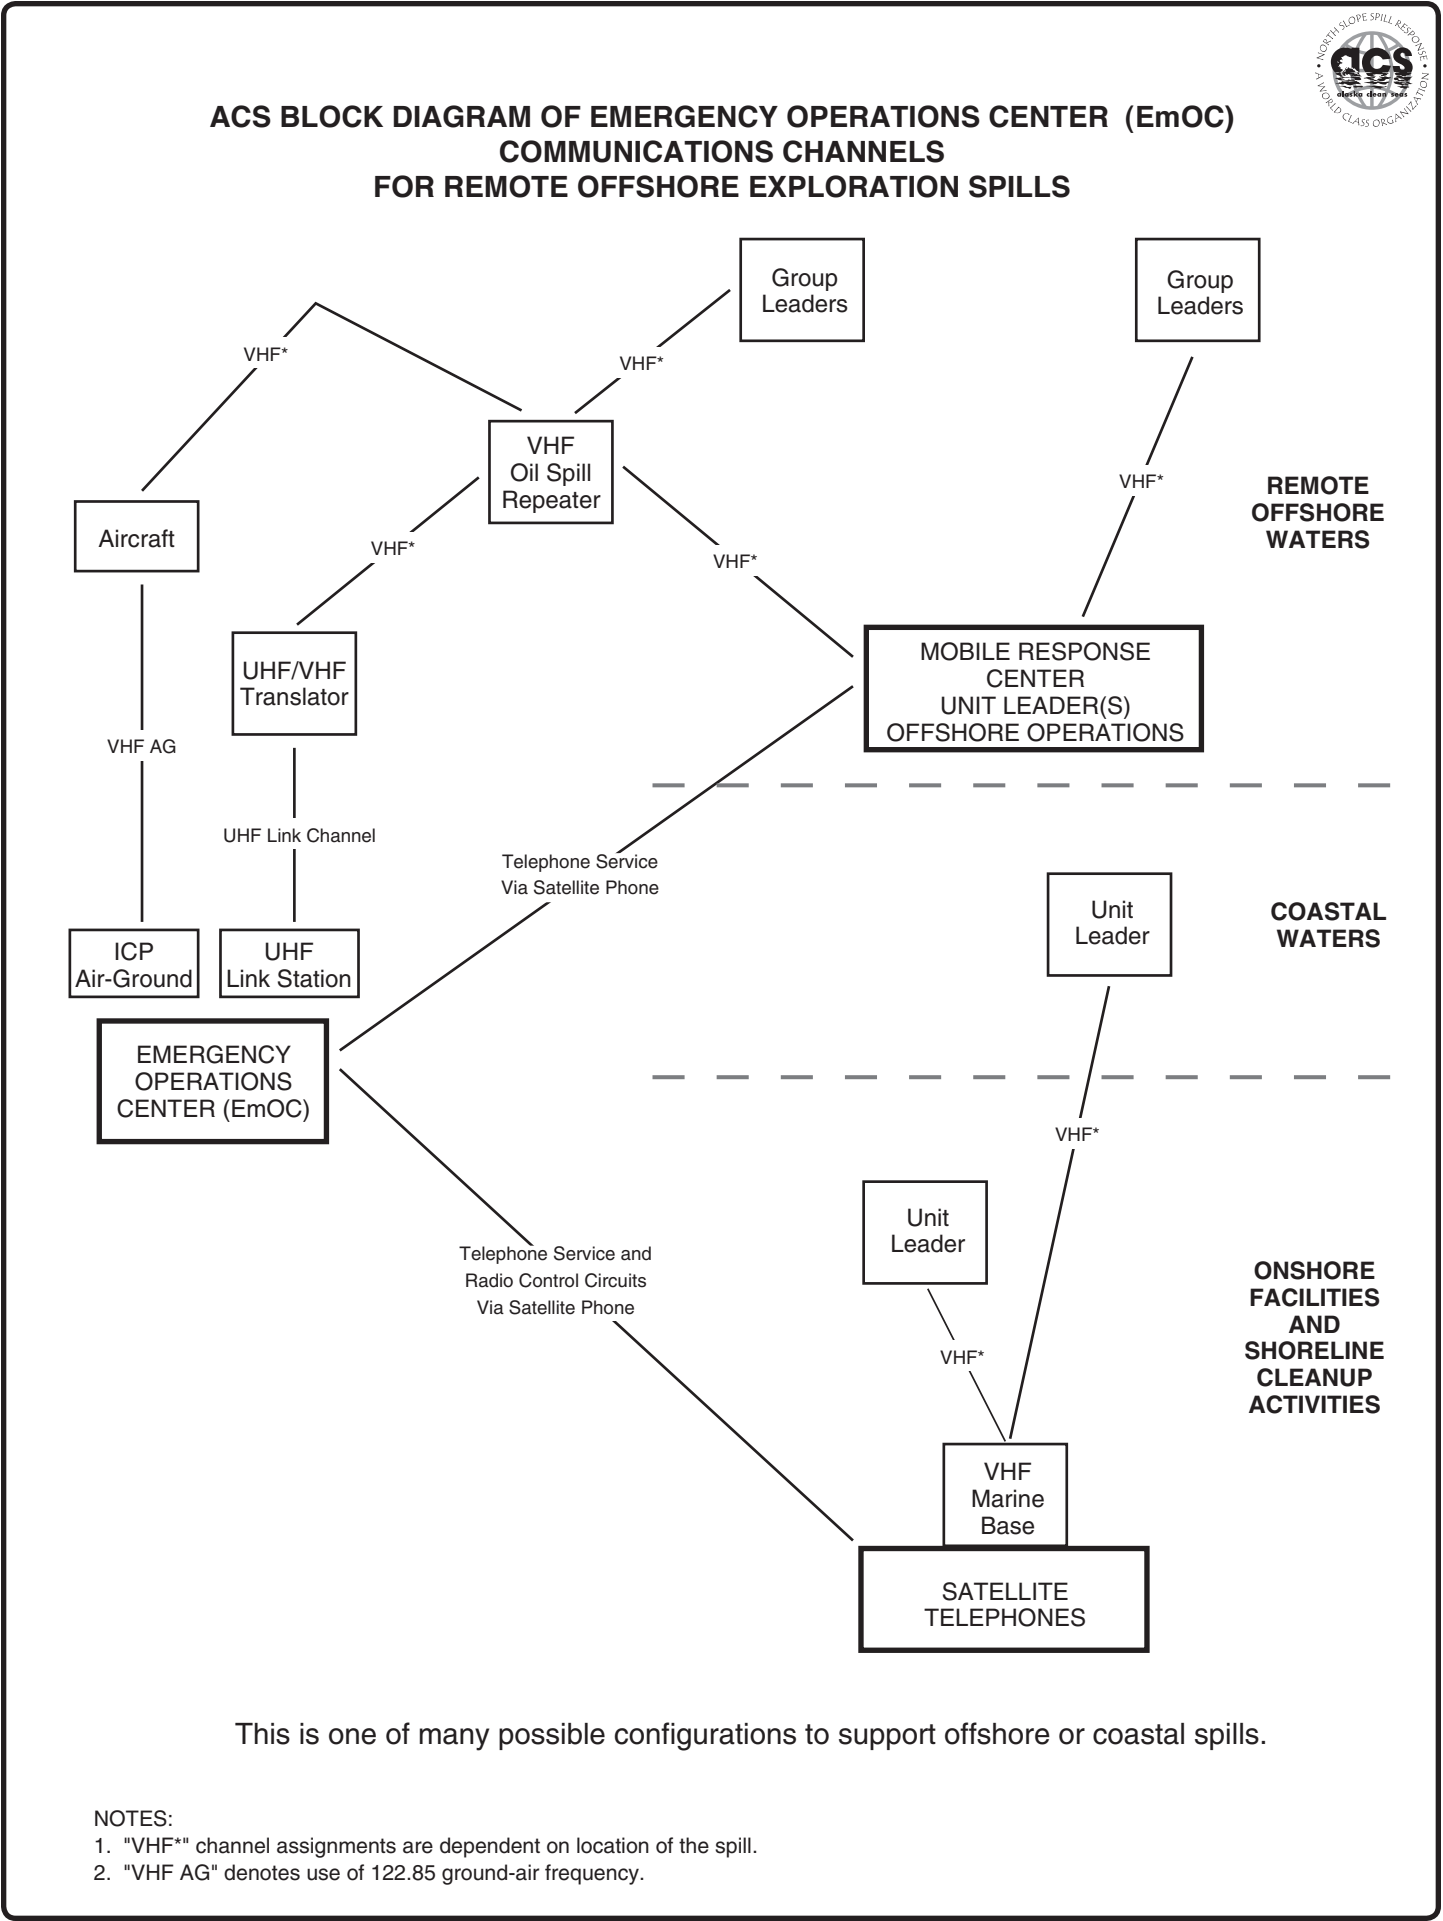 NORTH SLOPE SPILL RESPONSE
• A WORLD CLASS ORGANIZATION •
acs
alaska clean seas
ACS BLOCK DIAGRAM OF EMERGENCY OPERATIONS CENTER (EmOC)
COMMUNICATIONS CHANNELS
FOR REMOTE OFFSHORE EXPLORATION SPILLS
Group
Leaders
Group
Leaders
VHF*
VHF*
VHF
Oil Spill
Repeater
VHF*
REMOTE
OFFSHORE
WATERS
Aircraft
VHF*
VHF*
UHF/VHF
Translator
MOBILE RESPONSE
CENTER
UNIT LEADER(S)
OFFSHORE OPERATIONS
VHF AG
UHF Link Channel
Telephone Service
Via Satellite Phone
Unit
Leader
COASTAL
WATERS
ICP
Air-Ground
UHF
Link Station
EMERGENCY
OPERATIONS
CENTER (EmOC)
VHF*
Unit
Leader
Telephone Service and
Radio Control Circuits
Via Satellite Phone
ONSHORE
FACILITIES
AND
SHORELINE
CLEANUP
ACTIVITIES
VHF*
VHF
Marine
Base
SATELLITE
TELEPHONES
This is one of many possible configurations to support offshore or coastal spills.
NOTES:
1. "VHF*" channel assignments are dependent on location of the spill.
2. "VHF AG" denotes use of 122.85 ground-air frequency.